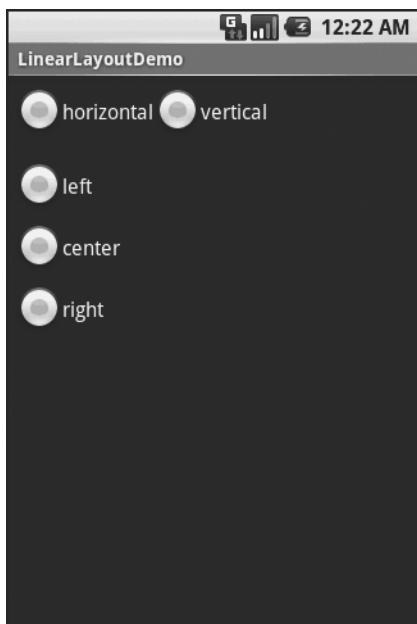 G 12:22 AM
LinearLayoutDemo
horizontal vertical
left
center
right